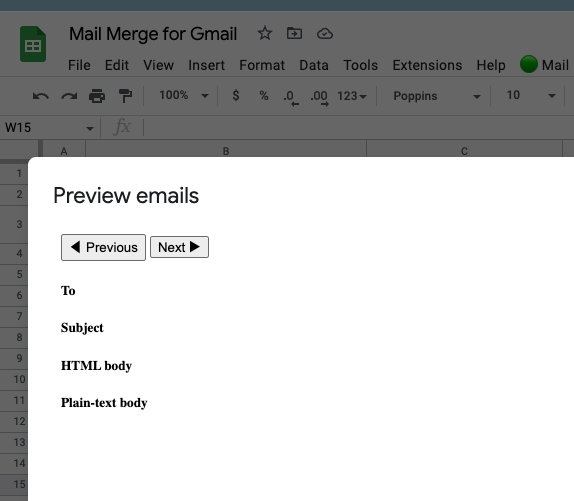 Mail Merge for Gmail
File Edit View Insert Format Data Tools Extensions Help Mail
100% $ % .0 .00 123 Poppins 10
W15 fx
A B C
1
2
3
4
5
6
7
8
9
10
11
12
13
14
15
Preview emails
◀ Previous Next ▶
To
Subject
HTML body
Plain-text body